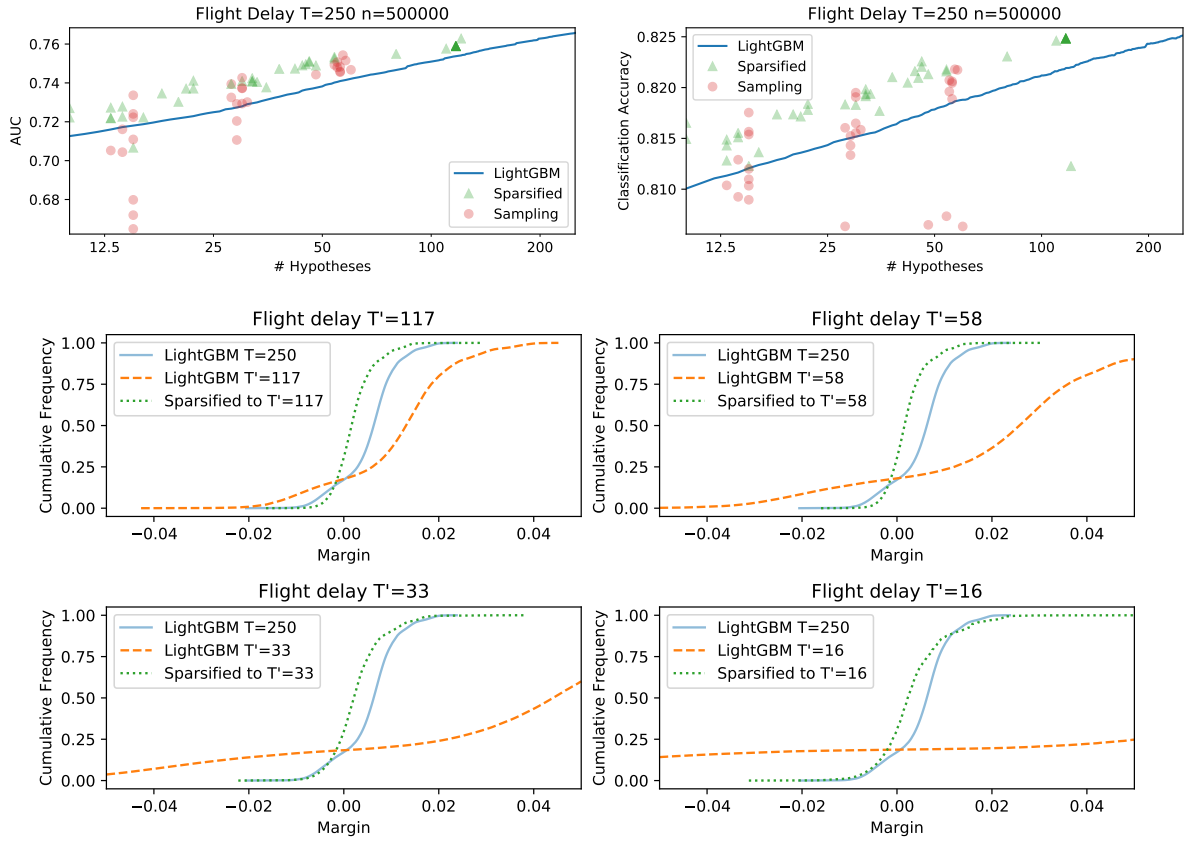 Flight Delay T=250 n=500000
AUC
0.76
0.74
0.72
0.70
0.68
LightGBM
Sparsified
Sampling
12.5
25
50
100
200
# Hypotheses
Flight Delay T=250 n=500000
Classification Accuracy
0.825
0.820
0.815
0.810
LightGBM
Sparsified
Sampling
12.5
25
50
100
200
# Hypotheses
Flight delay T'=117
Cumulative Frequency
1.00
0.75
0.50
0.25
0.00
LightGBM T=250
LightGBM T'=117
Sparsified to T'=117
−0.04
−0.02
0.00
0.02
0.04
Margin
Flight delay T'=58
Cumulative Frequency
1.00
0.75
0.50
0.25
0.00
LightGBM T=250
LightGBM T'=58
Sparsified to T'=58
−0.04
−0.02
0.00
0.02
0.04
Margin
Flight delay T'=33
Cumulative Frequency
1.00
0.75
0.50
0.25
0.00
LightGBM T=250
LightGBM T'=33
Sparsified to T'=33
−0.04
−0.02
0.00
0.02
0.04
Margin
Flight delay T'=16
Cumulative Frequency
1.00
0.75
0.50
0.25
0.00
LightGBM T=250
LightGBM T'=16
Sparsified to T'=16
−0.04
−0.02
0.00
0.02
0.04
Margin